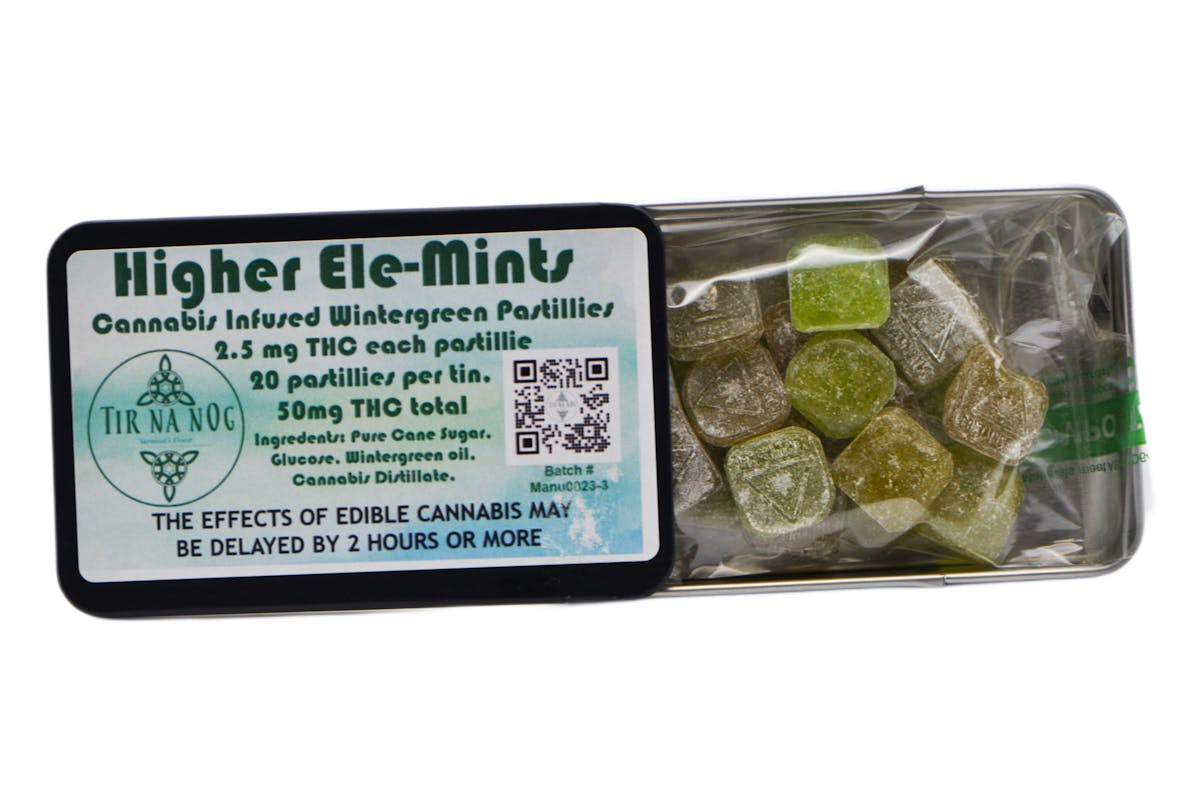 Higher Ele-Mints
Cannabis Infused Wintergreen Pastillies
2.5 mg THC each pastillie
20 pastillies per tin.
50mg THC total
Ingredients: Pure Cane Sugar,
Glucose, Wintergreen oil,
Cannabis Distillate.
TIR NA NOG
Vermont's Finest
Batch #
Manu0023-3
THE EFFECTS OF EDIBLE CANNABIS MAY
BE DELAYED BY 2 HOURS OR MORE